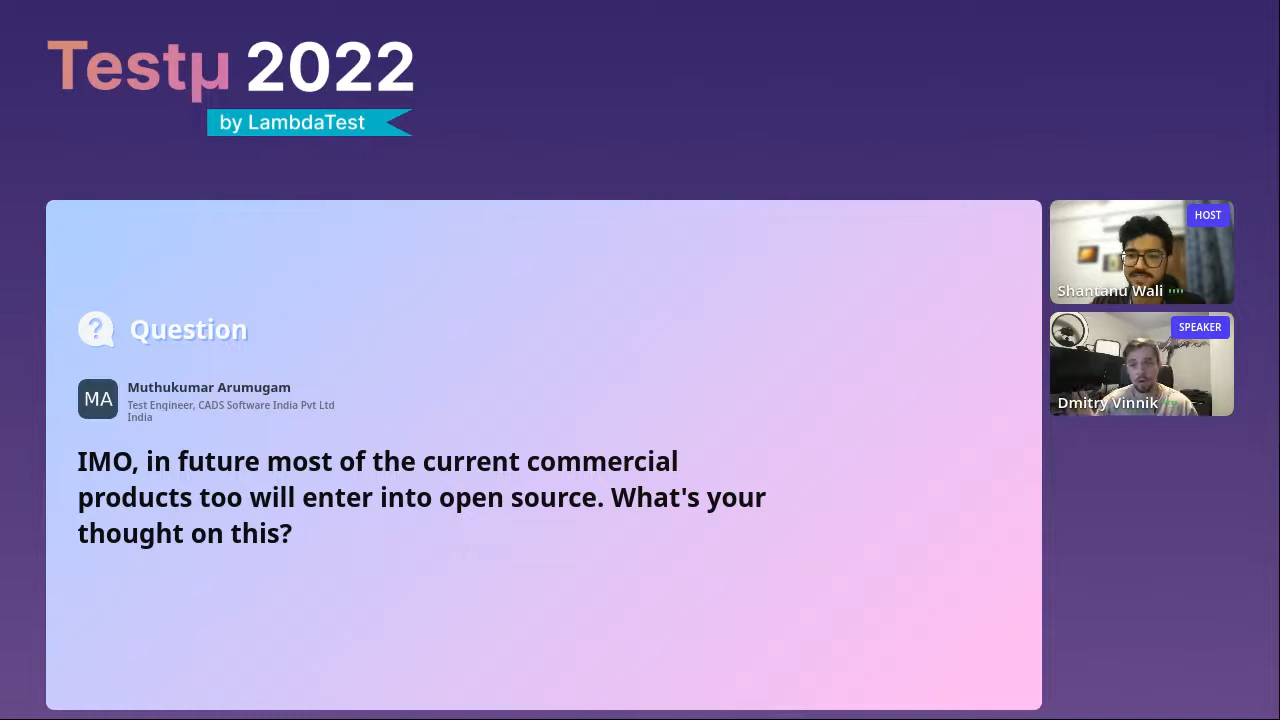 Testμ 2022
by LambdaTest
HOST
Shantanu Wali
SPEAKER
Dmitry Vinnik
? Question
MA
Muthukumar Arumugam
Test Engineer, CADS Software India Pvt Ltd
India
IMO, in future most of the current commercial
products too will enter into open source. What's your
thought on this?